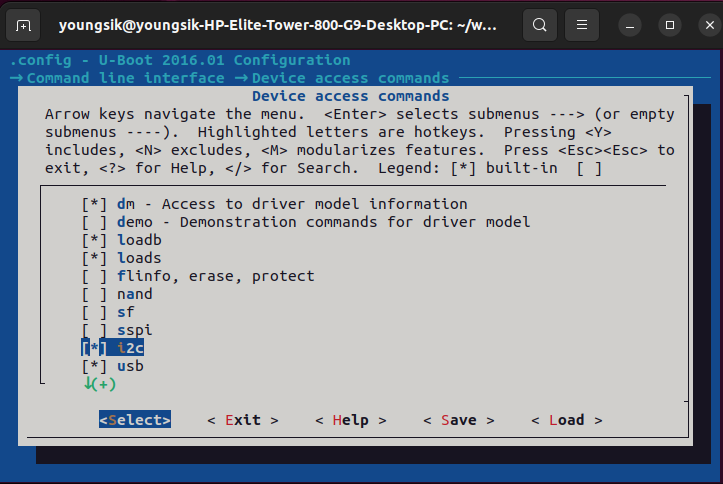 youngsik@youngsik-HP-Elite-Tower-800-G9-Desktop-PC: ~/w...
.config - U-Boot 2016.01 Configuration
→Command line interface →Device access commands
Device access commands
Arrow keys navigate the menu.  <Enter> selects submenus ---> (or empty
submenus ----).  Highlighted letters are hotkeys.  Pressing <Y>
includes, <N> excludes, <M> modularizes features.  Press <Esc><Esc> to
exit, <?> for Help, </> for Search.  Legend: [*] built-in  [ ]
[*] dm - Access to driver model information
[ ] demo - Demonstration commands for driver model
[*] loadb
[*] loads
[ ] flinfo, erase, protect
[ ] nand
[ ] sf
[ ] sspi
[*] i2c
[*] usb
↓(+)
<Select>    < Exit >    < Help >    < Save >    < Load >